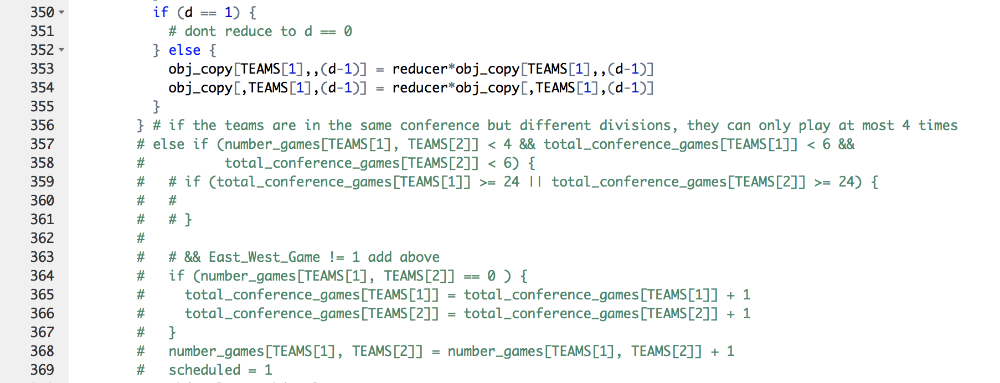 350 if (d == 1) {
351 # dont reduce to d == 0
352 } else {
353 obj_copy[TEAMS[1],,(d-1)] = reducer*obj_copy[TEAMS[1],,(d-1)]
354 obj_copy[,TEAMS[1],(d-1)] = reducer*obj_copy[,TEAMS[1],(d-1)]
355 }
356 } # if the teams are in the same conference but different divisions, they can only play at most 4 times
357 # else if (number_games[TEAMS[1], TEAMS[2]] < 4 && total_conference_games[TEAMS[1]] < 6 &&
358 # total_conference_games[TEAMS[2]] < 6) {
359 # # if (total_conference_games[TEAMS[1]] >= 24 || total_conference_games[TEAMS[2]] >= 24) {
360 # #
361 # # }
362 #
363 # # && East_West_Game != 1 add above
364 # if (number_games[TEAMS[1], TEAMS[2]] == 0 ) {
365 # total_conference_games[TEAMS[1]] = total_conference_games[TEAMS[1]] + 1
366 # total_conference_games[TEAMS[2]] = total_conference_games[TEAMS[2]] + 1
367 # }
368 # number_games[TEAMS[1], TEAMS[2]] = number_games[TEAMS[1], TEAMS[2]] + 1
369 # scheduled = 1